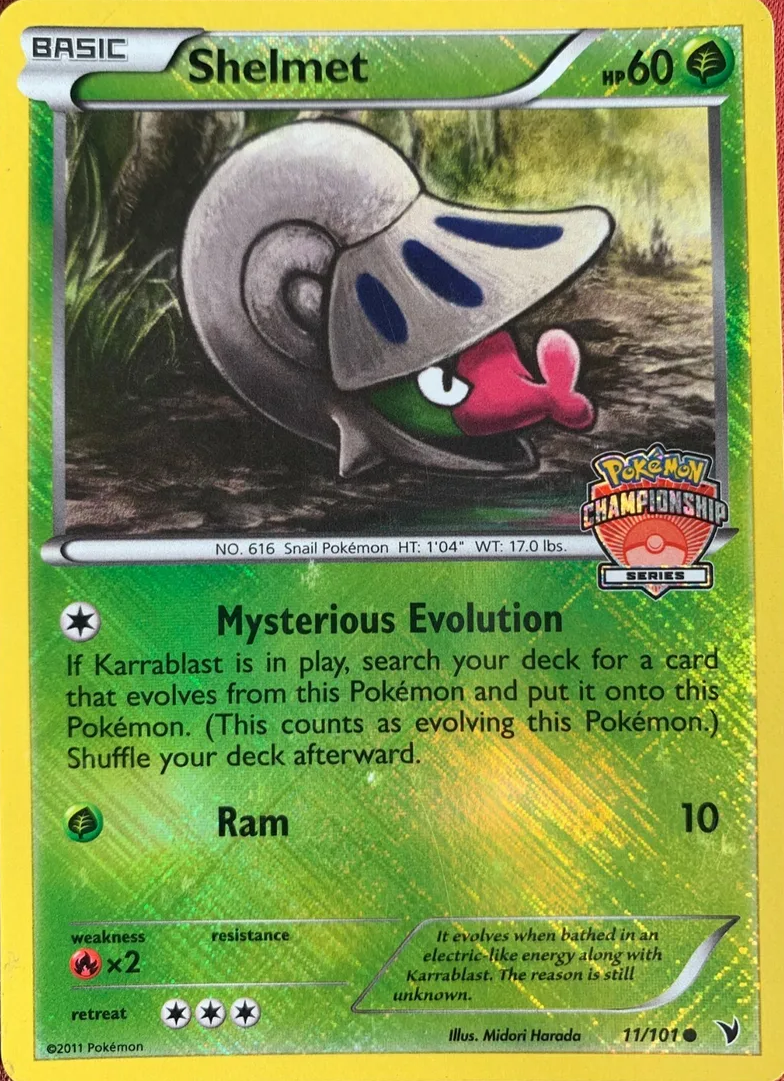 BASIC
Shelmet
HP60
NO. 616 Snail Pokémon HT: 1'04" WT: 17.0 lbs.
POKéMON
CHAMPIONSHIP
SERIES
Mysterious Evolution
If Karrablast is in play, search your deck for a card
that evolves from this Pokémon and put it onto this
Pokémon. (This counts as evolving this Pokémon.)
Shuffle your deck afterward.
Ram 10
weakness resistance
×2
It evolves when bathed in an
electric-like energy along with
Karrablast. The reason is still
unknown.
retreat
©2011 Pokémon
Illus. Midori Harada 11/101